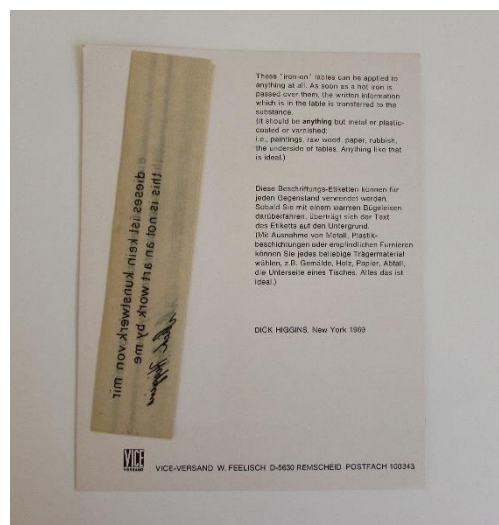 this is not an art work by me
dieses ist kein kunstwerk von mir
These "iron-on" lables can be applied to
anything at all. As soon as a hot iron is
passed over them, the written information
which is in the lable is transferred to the
substance.
(It should be anything but metal or plastic-
coated or varnished:
i.e., paintings, raw wood, paper, rubbish,
the underside of tables. Anything like that
is ideal.)
Diese Beschriftungs-Etiketten können für
jeden Gegenstand verwendet werden.
Sobald Sie mit einem warmen Bügeleisen
darüberfahren, überträgt sich der Text
des Etiketts auf den Untergrund.
(Mit Ausnahme von Metall, Plastik-
beschichtungen oder empfindlichen Furnieren
können Sie jedes beliebige Trägermaterial
wählen, z.B. Gemälde, Holz, Papier, Abfall,
die Unterseite eines Tisches. Alles das ist
ideal.)
DICK HIGGINS, New York 1969
VICE
VERSAND
VICE-VERSAND W. FEELISCH D-5630 REMSCHEID POSTFACH 100343